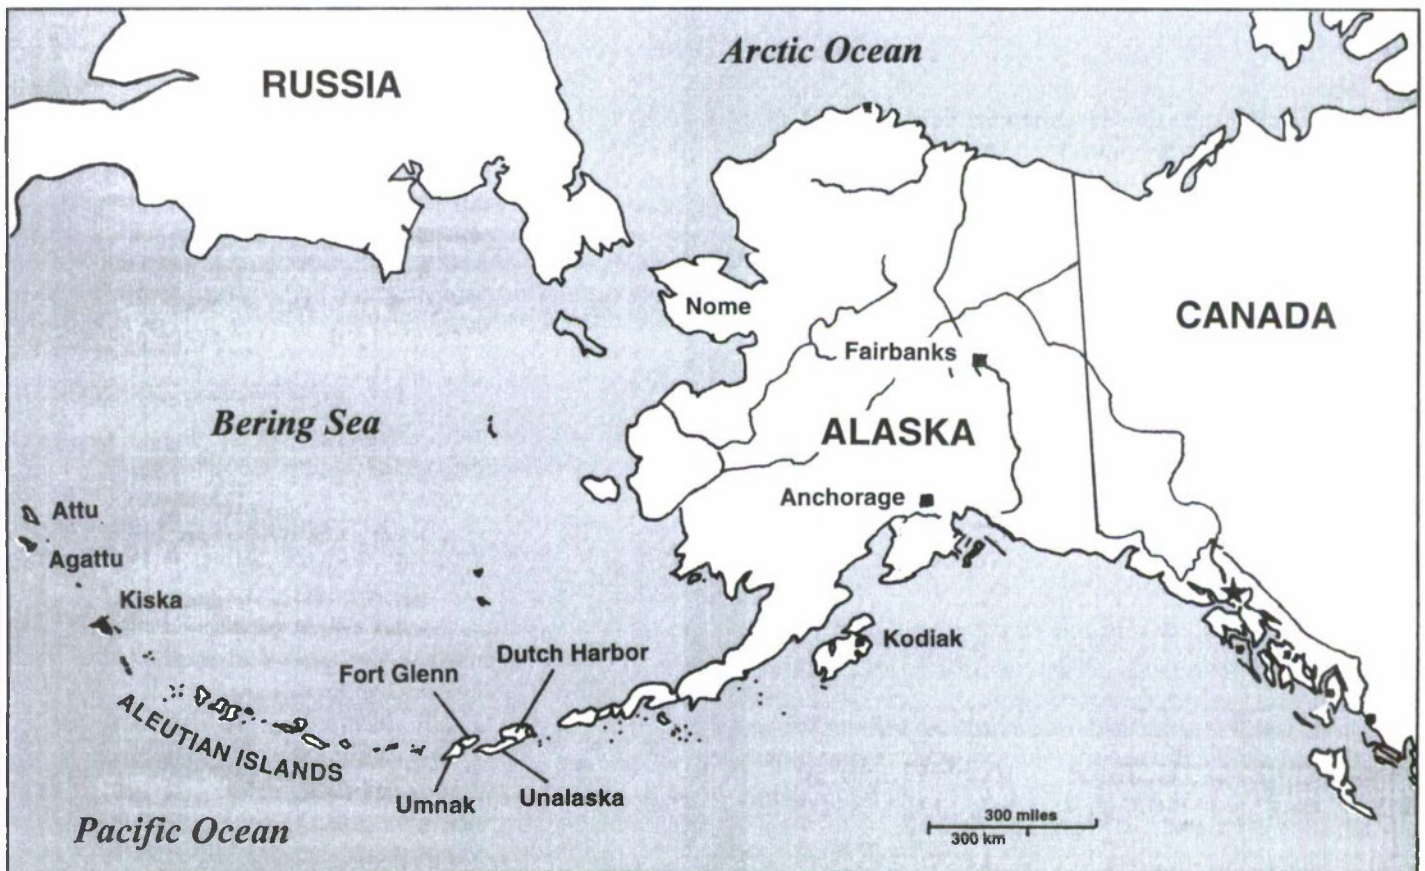 Arctic Ocean
RUSSIA
Nome
CANADA
Fairbanks
Bering Sea
ALASKA
Anchorage
Attu
Agattu
Kiska
Kodiak
Dutch Harbor
Fort Glenn
ALEUTIAN ISLANDS
Umnak
Unalaska
Pacific Ocean
300 miles
300 km